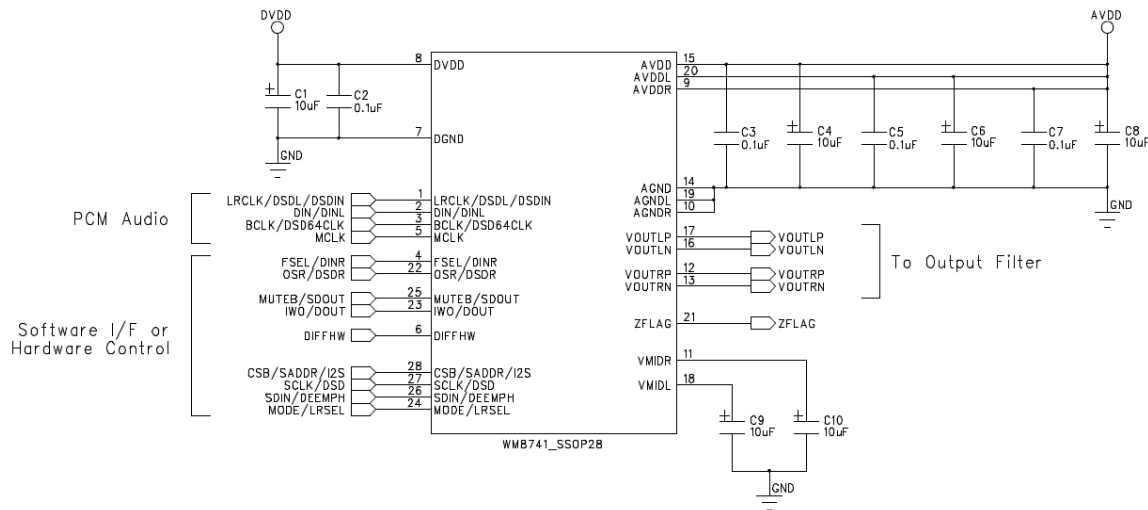 DVDD
AVDD
8
DVDD
C1
10uF
C2
0.1uF
7
DGND
GND
15
AVDD
20
AVDDL
9
AVDDR
C3
0.1uF
C4
10uF
C5
0.1uF
C6
10uF
C7
0.1uF
C8
10uF
14
AGND
19
AGNDL
10
AGNDR
GND
PCM Audio
LRCLK/DSDL/DSDIN 1 LRCLK/DSDL/DSDIN
DIN/DINL 2 DIN/DINL
BCLK/DSD64CLK 3 BCLK/DSD64CLK
MCLK 5 MCLK
Software I/F or
Hardware Control
FSEL/DINR 4 FSEL/DINR
OSR/DSDR 22 OSR/DSDR
MUTEB/SDOUT 25 MUTEB/SDOUT
IWO/DOUT 23 IWO/DOUT
DIFFHW 6 DIFFHW
CSB/SADDR/I2S 28 CSB/SADDR/I2S
SCLK/DSD 27 SCLK/DSD
SDIN/DEEMPH 26 SDIN/DEEMPH
MODE/LRSEL 24 MODE/LRSEL
VOUTLP 17 VOUTLP
VOUTLN 16 VOUTLN
VOUTRP 12 VOUTRP
VOUTRN 13 VOUTRN
To Output Filter
ZFLAG 21 ZFLAG
VMIDR 11
VMIDL 18
C9
10uF
C10
10uF
GND
WM8741_SSOP28